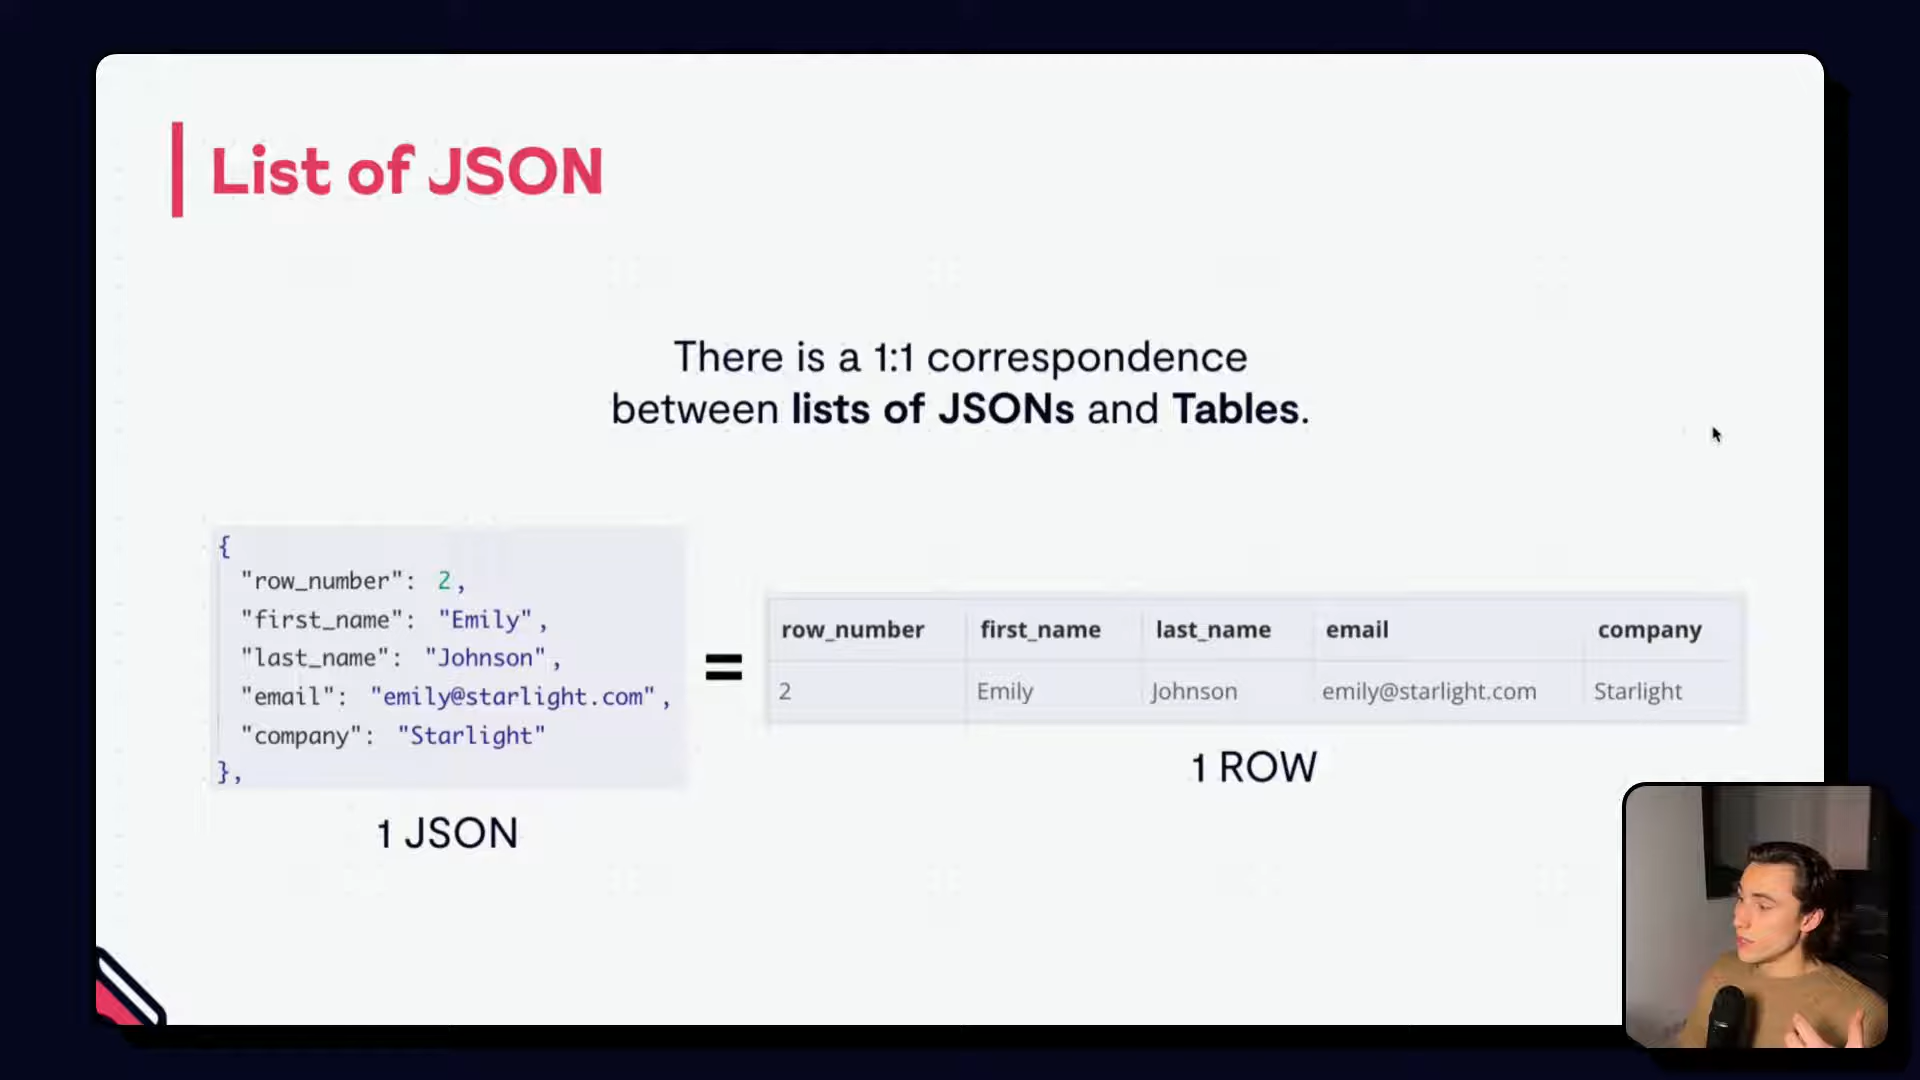 List of JSON
There is a 1:1 correspondence
between lists of JSONs and Tables.
{
"row_number": 2,
"first_name": "Emily",
"last_name": "Johnson",
"email": "emily@starlight.com",
"company": "Starlight"
},
1 JSON
=
row_number first_name last_name email company
2 Emily Johnson emily@starlight.com Starlight
1 ROW